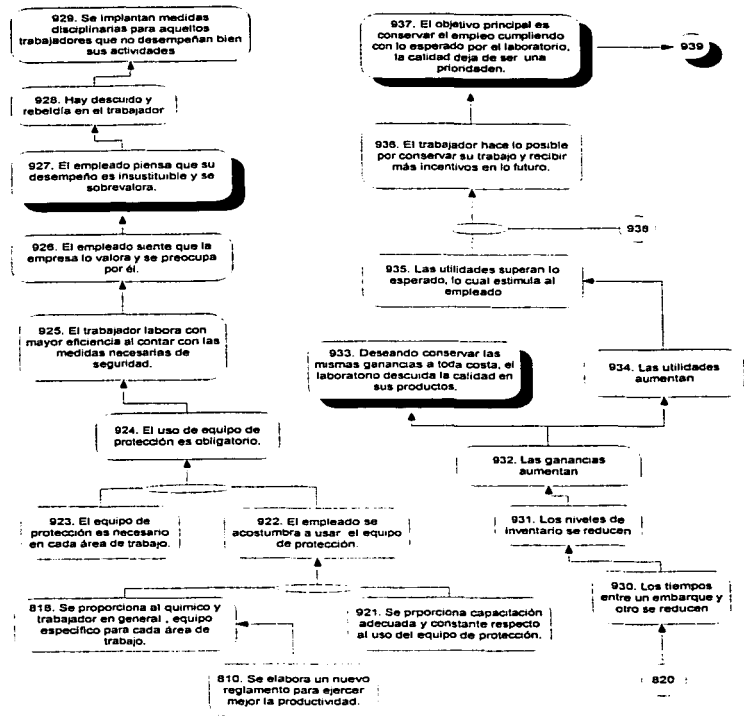 929. Se implantan medidas
disciplinarias para aquellos
trabajadores que no desempeñan bien
sus actividades
928. Hay descuido y
rebeldía en el trabajador
927. El empleado piensa que su
desempeño es insustituible y se
sobrevalora.
926. El empleado siente que la
empresa lo valora y se preocupa
por él.
925. El trabajador labora con
mayor eficiencia al contar con las
medidas necesarias de
seguridad.
924. El uso de equipo de
protección es obligatorio.
923. El equipo de
protección es necesario
en cada área de trabajo.
922. El empleado se
acostumbra a usar el equipo
de protección.
818. Se proporciona al químico y
trabajador en general , equipo
específico para cada área de
trabajo.
921. Se prporciona capacitación
adecuada y constante respecto
al uso del equipo de protección.
810. Se elabora un nuevo
reglamento para ejercer
mejor la productividad.
937. El objetivo principal es
conservar el empleo cumpliendo
con lo esperado por el laboratorio,
la calidad deja de ser una
prioridaden.
939
936. El trabajador hace lo posible
por conservar su trabajo y recibir
más incentivos en lo futuro.
938
935. Las utilidades superan lo
esperado, lo cual estimula al
empleado
933. Deseando conservar las
mismas ganancias a toda costa, el
laboratorio descuida la calidad en
sus productos.
934. Las utilidades
aumentan
932. Las ganancias
aumentan
931. Los niveles de
inventario se reducen
930. Los tiempos
entre un embarque y
otro se reducen
820